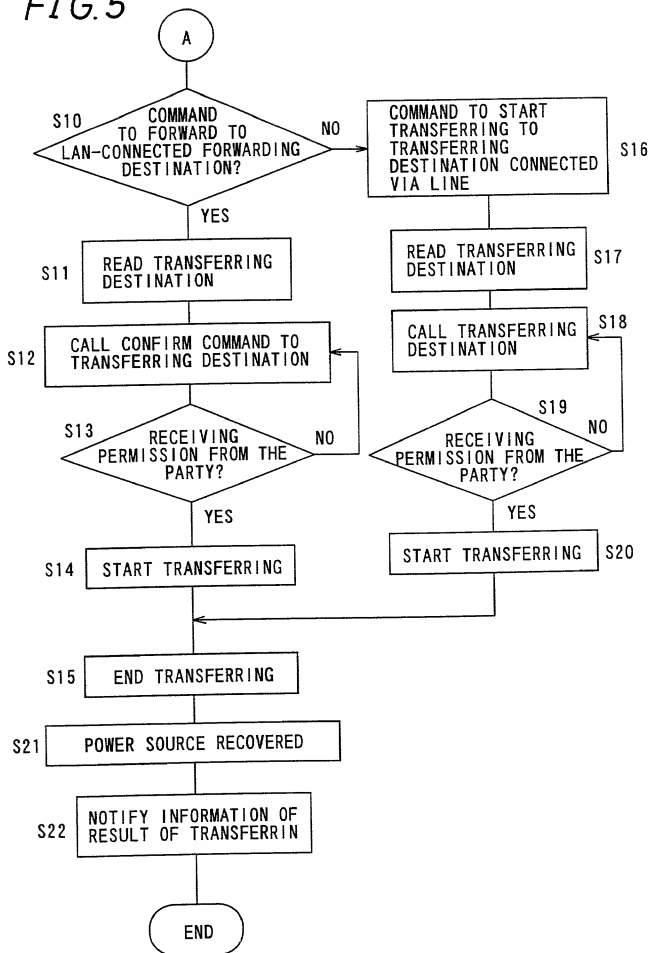 FIG.5
A
S10
COMMAND
TO FORWARD TO
LAN-CONNECTED FORWARDING
DESTINATION?
NO
YES
COMMAND TO START
TRANSFERRING TO
TRANSFERRING
DESTINATION CONNECTED
VIA LINE
S16
S11
READ TRANSFERRING
DESTINATION
READ TRANSFERRING
DESTINATION
S17
S12
CALL CONFIRM COMMAND TO
TRANSFERRING DESTINATION
CALL TRANSFERRING
DESTINATION
S18
S13
RECEIVING
PERMISSION FROM THE
PARTY?
NO
YES
S19
RECEIVING
PERMISSION FROM THE
PARTY?
NO
YES
S14
START TRANSFERRING
START TRANSFERRING
S20
S15
END TRANSFERRING
S21
POWER SOURCE RECOVERED
S22
NOTIFY INFORMATION OF
RESULT OF TRANSFERRIN
END